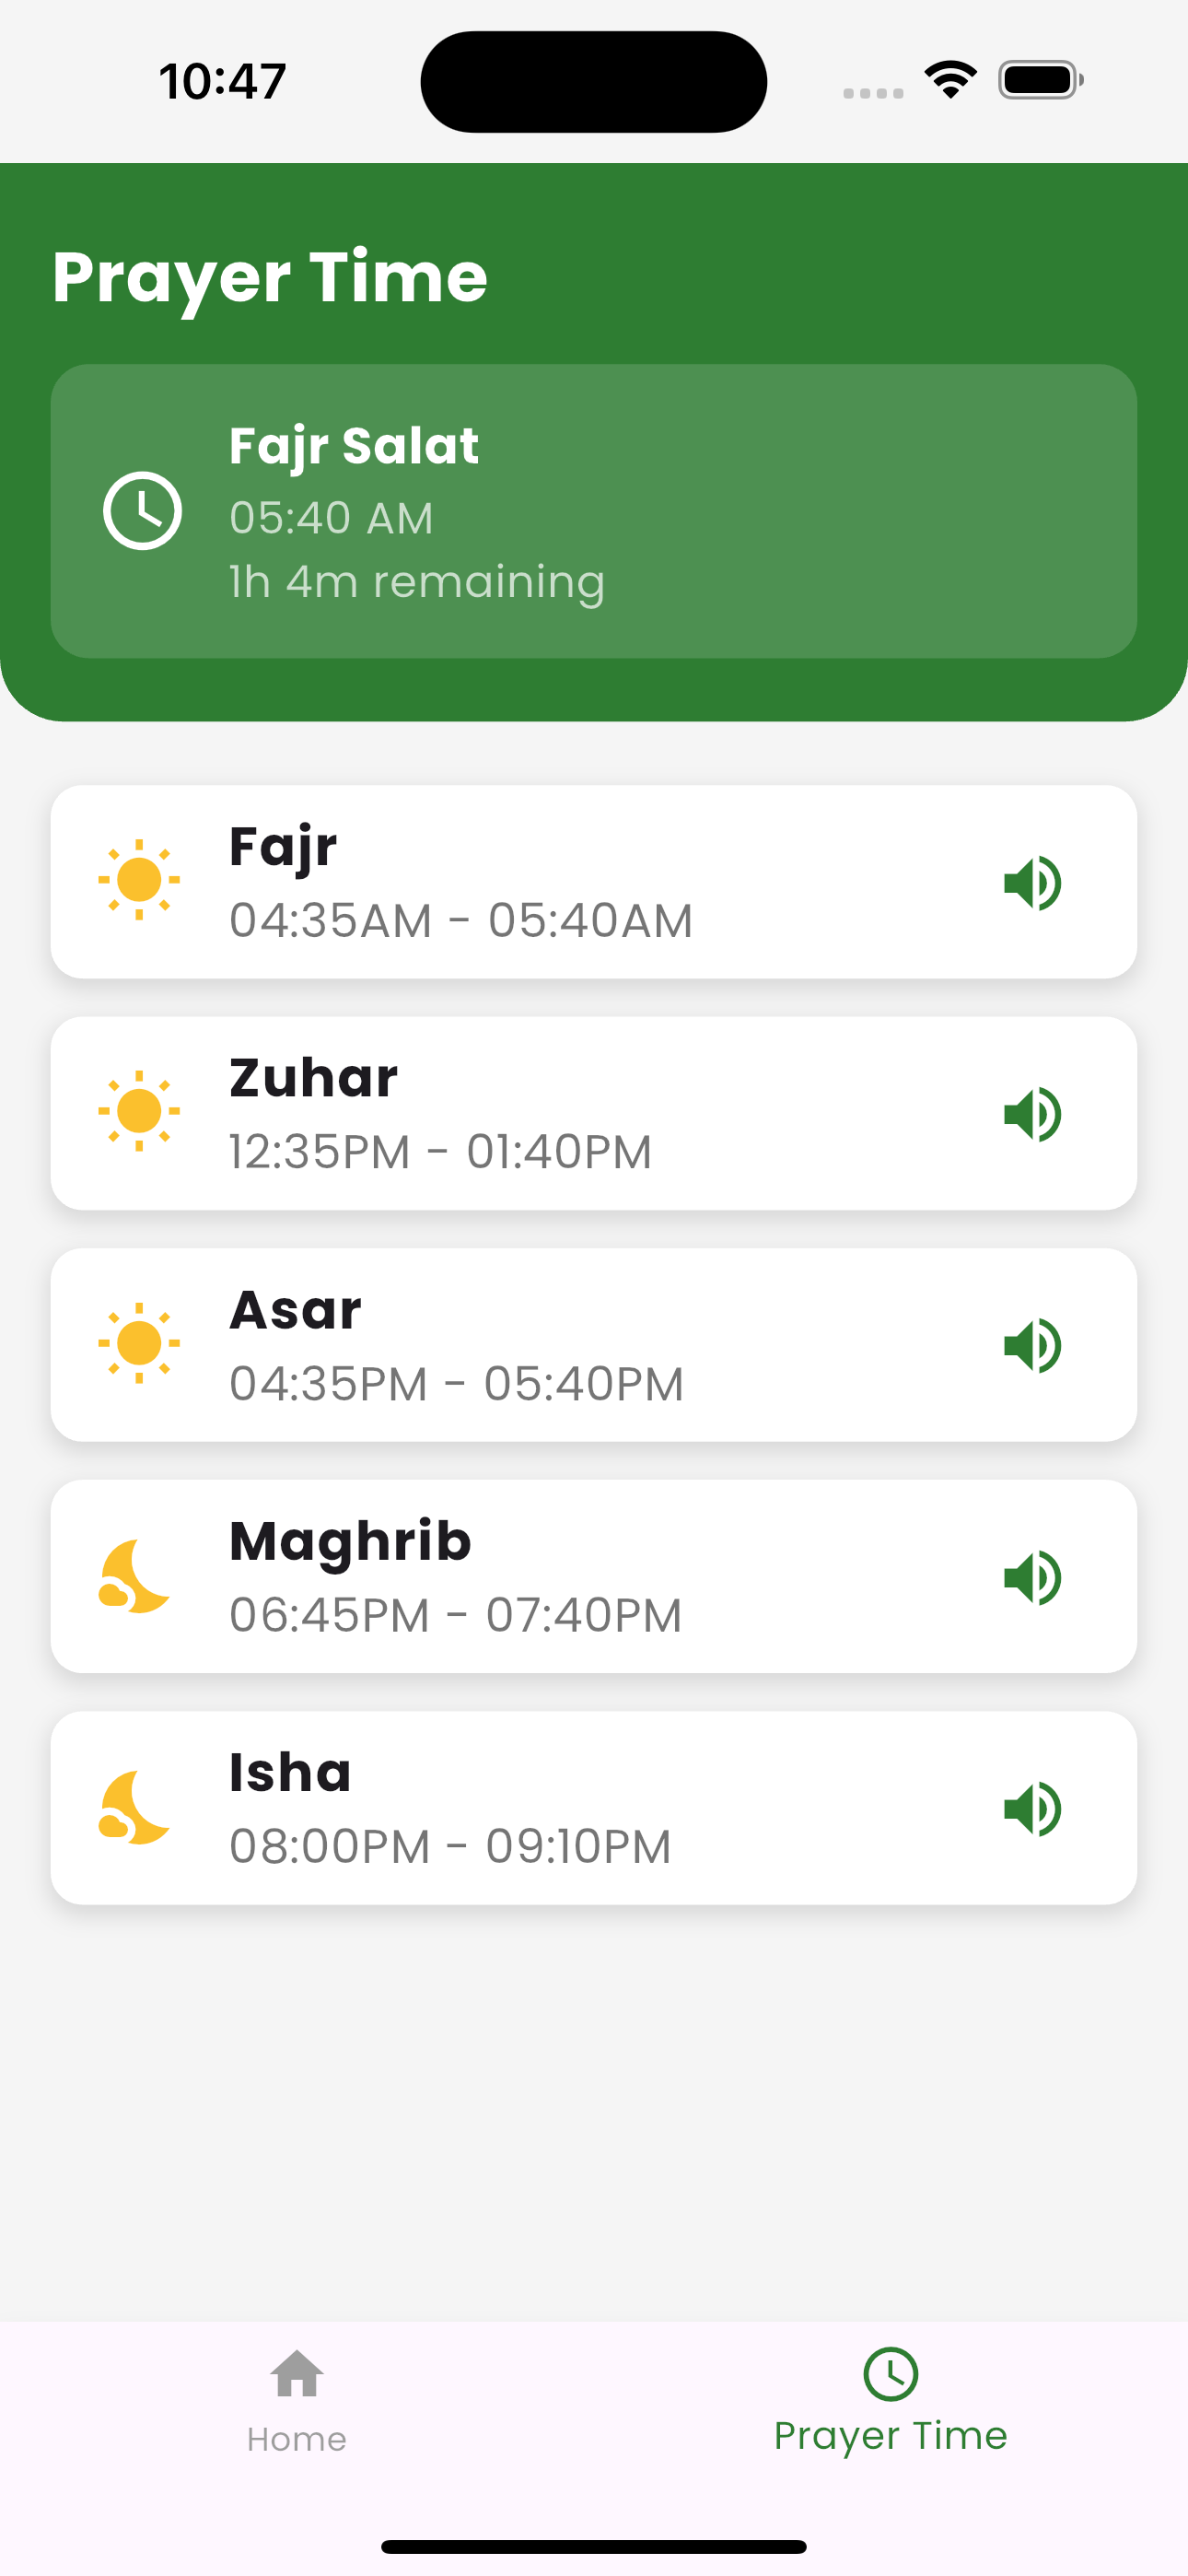 10:47
Prayer Time
Fajr Salat
05:40 AM
1h 4m remaining
Fajr
04:35AM - 05:40AM
Zuhar
12:35PM - 01:40PM
Asar
04:35PM - 05:40PM
Maghrib
06:45PM - 07:40PM
Isha
08:00PM - 09:10PM
Home
Prayer Time